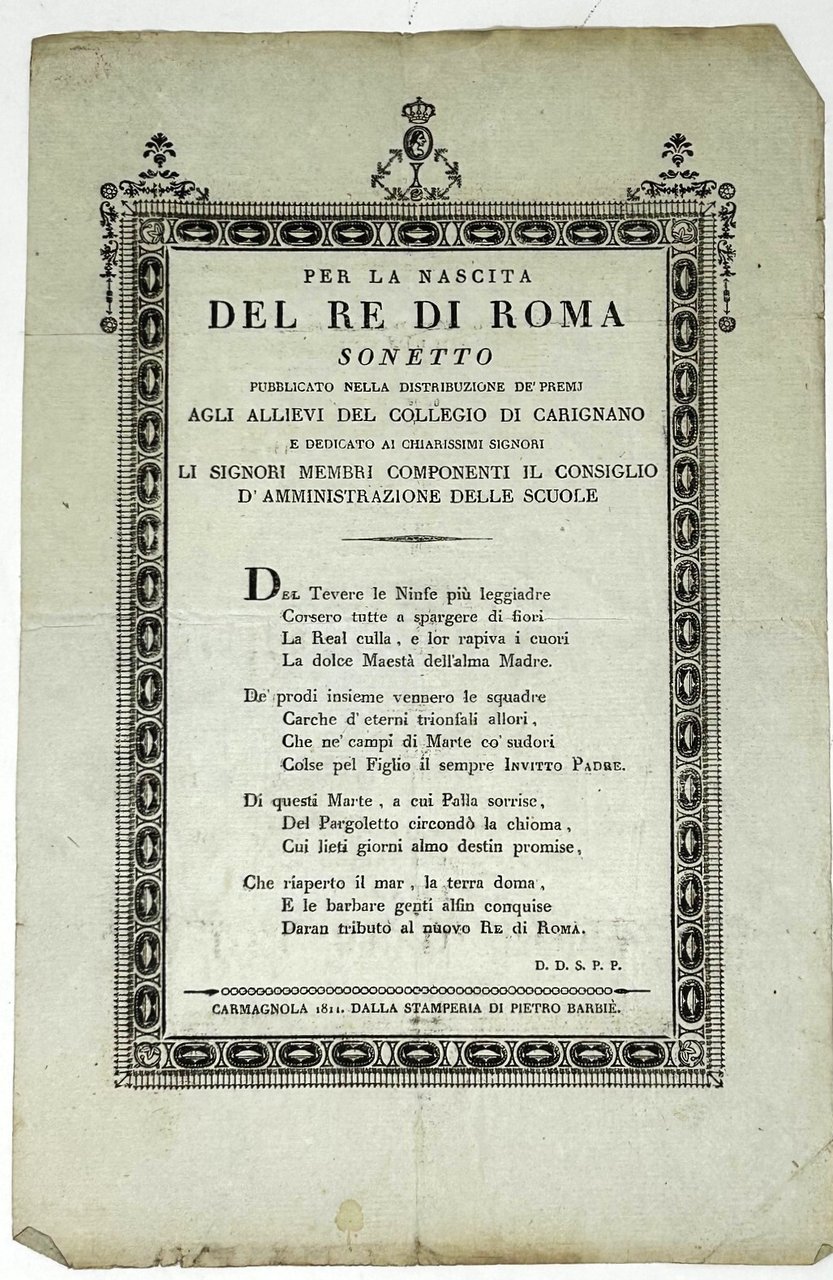 PER LA NASCITA
DEL RE DI ROMA
SONETTO
PUBBLICATO NELLA DISTRIBUZIONE DE' PREMJ
AGLI ALLIEVI DEL COLLEGIO DI CARIGNANO
E DEDICATO AI CHIARISSIMI SIGNORI
LI SIGNORI MEMBRI COMPONENTI IL CONSIGLIO
D' AMMINISTRAZIONE DELLE SCUOLE
DEL Tevere le Ninfe più leggiadre
Corsero tutte a spargere di fiori
La Real culla, e lor rapiva i cuori
La dolce Maestà dell'alma Madre.
De' prodi insieme vennero le squadre
Carche d' eterni trionfali allori,
Che ne' campi di Marte co' sudori
Colse pel Figlio il sempre INVITTO PADRE.
Di questi Marte, a cui Palla sorrise,
Del Pargoletto circondò la chioma,
Cui lieti giorni almo destin promise,
Che riaperto il mar, la terra doma,
E le barbare genti alfin conquise
Daran tributo al nuovo RE di ROMA.
D. D. S. P. P.
CARMAGNOLA 1811. DALLA STAMPERIA DI PIETRO BARBIÈ.